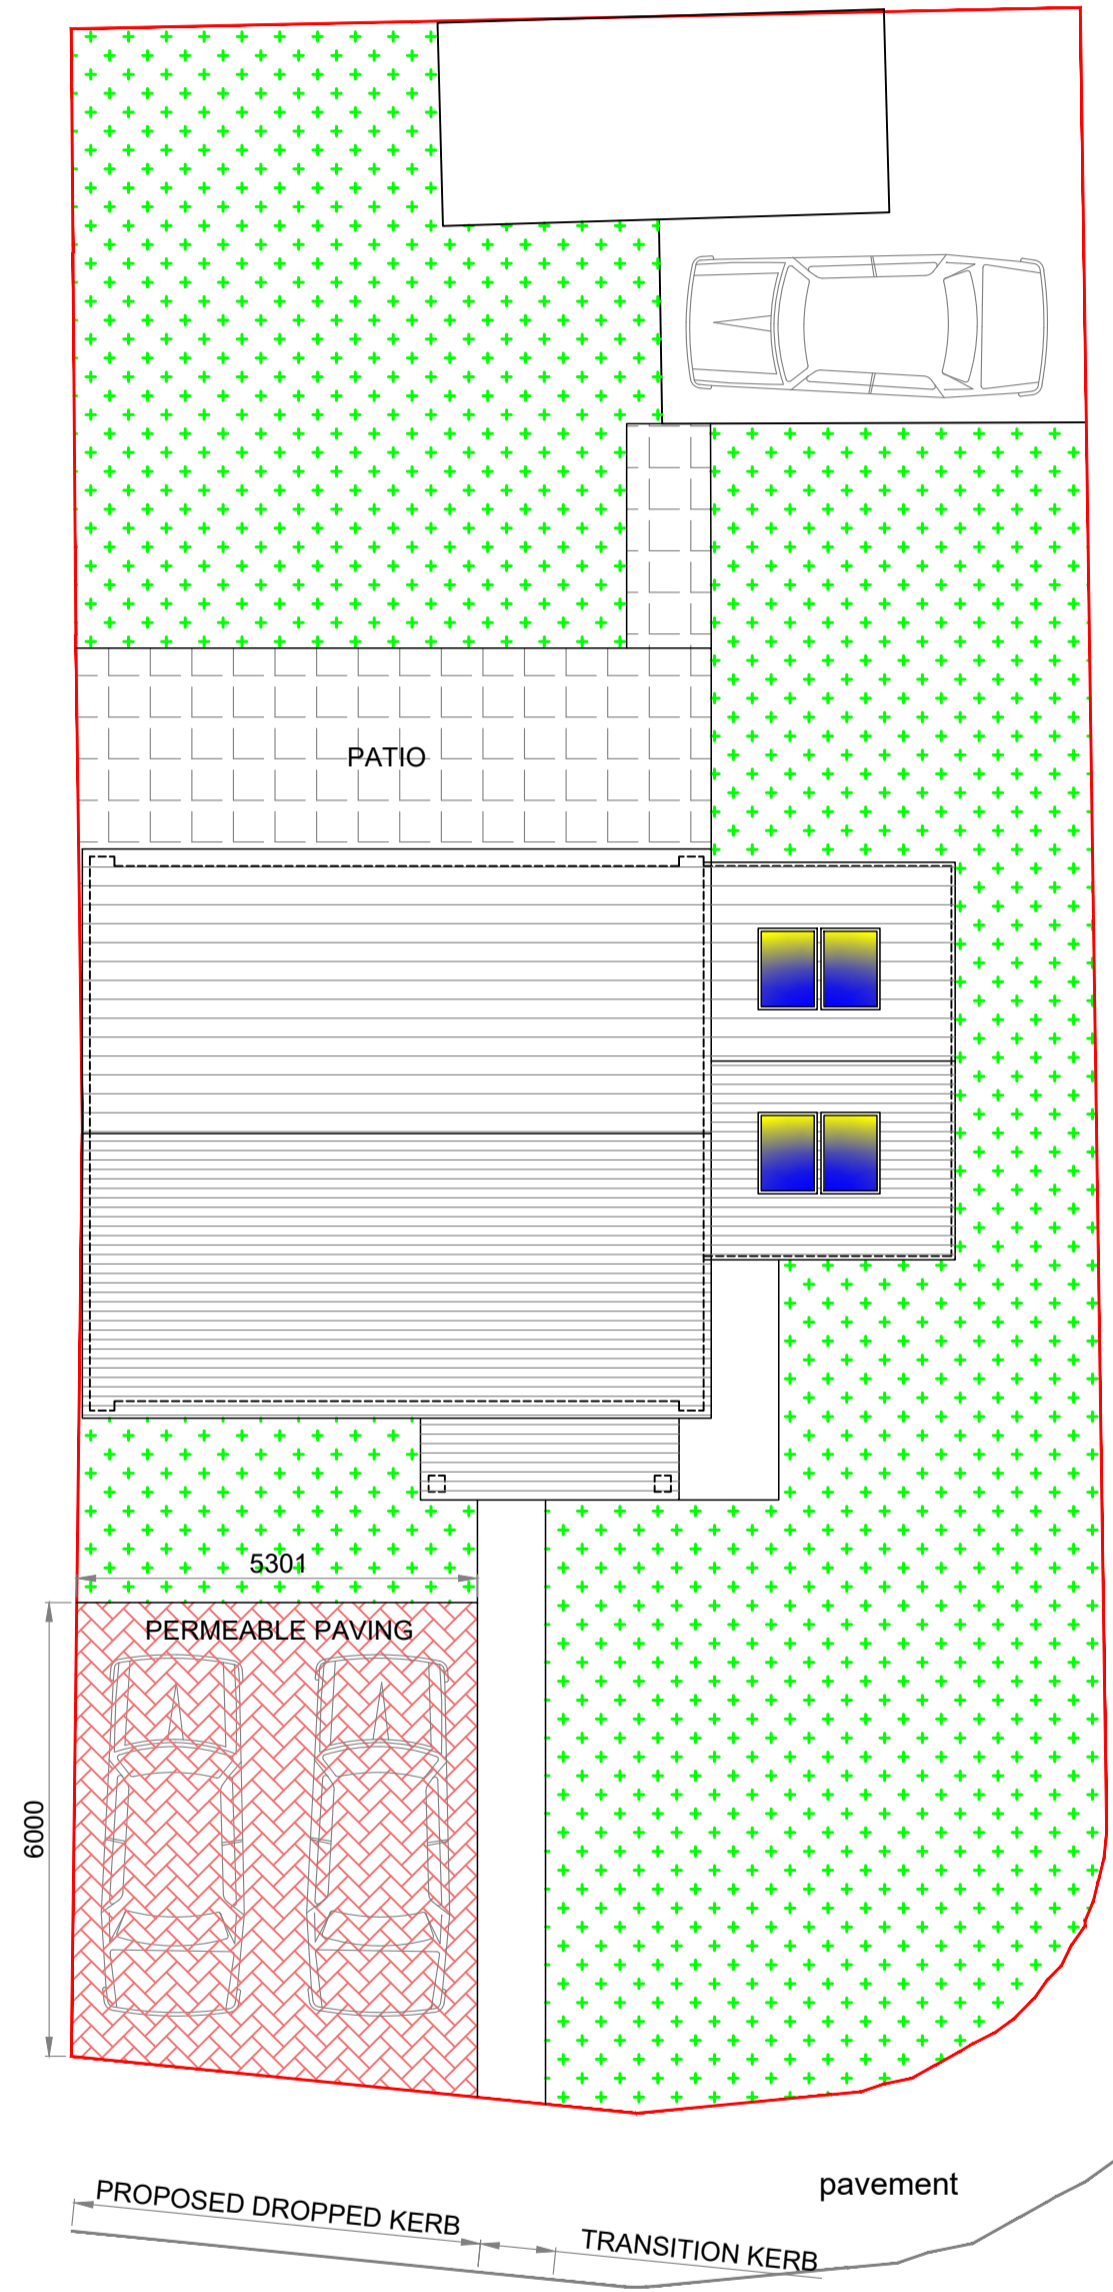 PATIO
5301
PERMEABLE PAVING
6000
pavement
PROPOSED DROPPED KERB
TRANSITION KERB